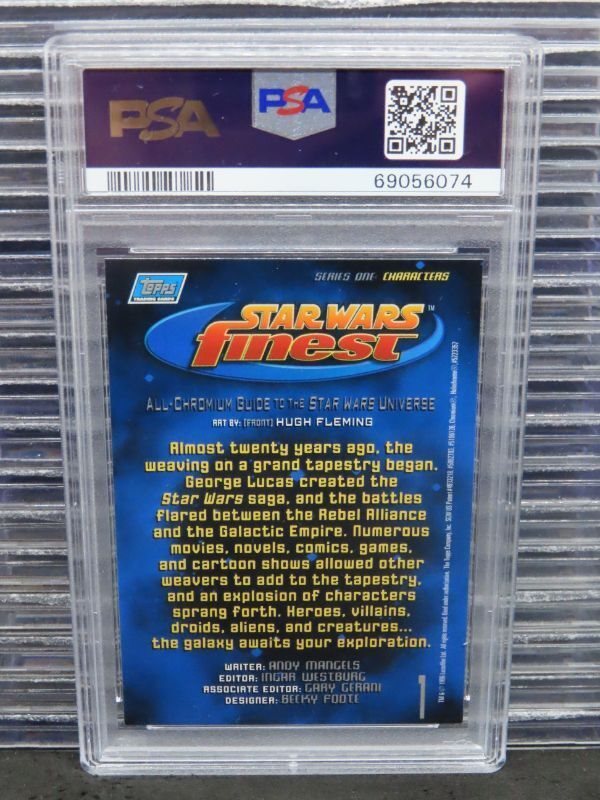 PSA PSA
69056074
Topps
TRADING CARDS
SERIES ONE: CHARACTERS
STAR WARS™
finest
ALL-CHROMIUM GUIDE TO THE STAR WARS UNIVERSE
ART BY: [FRONT] HUGH FLEMING
Almost twenty years ago, the
weaving on a grand tapestry began.
George Lucas created the
Star Wars saga, and the battles
flared between the Rebel Alliance
and the Galactic Empire. Numerous
movies, novels, comics, games,
and cartoon shows allowed other
weavers to add to the tapestry,
and an explosion of characters
sprang forth. Heroes, villains,
droids, aliens, and creatures...
the galaxy awaits your exploration.
WRITER: ANDY MANGELS
EDITOR: INGAR WESTBURG
ASSOCIATE EDITOR: GARY GERANI
DESIGNER: BECKY FOOTE
1